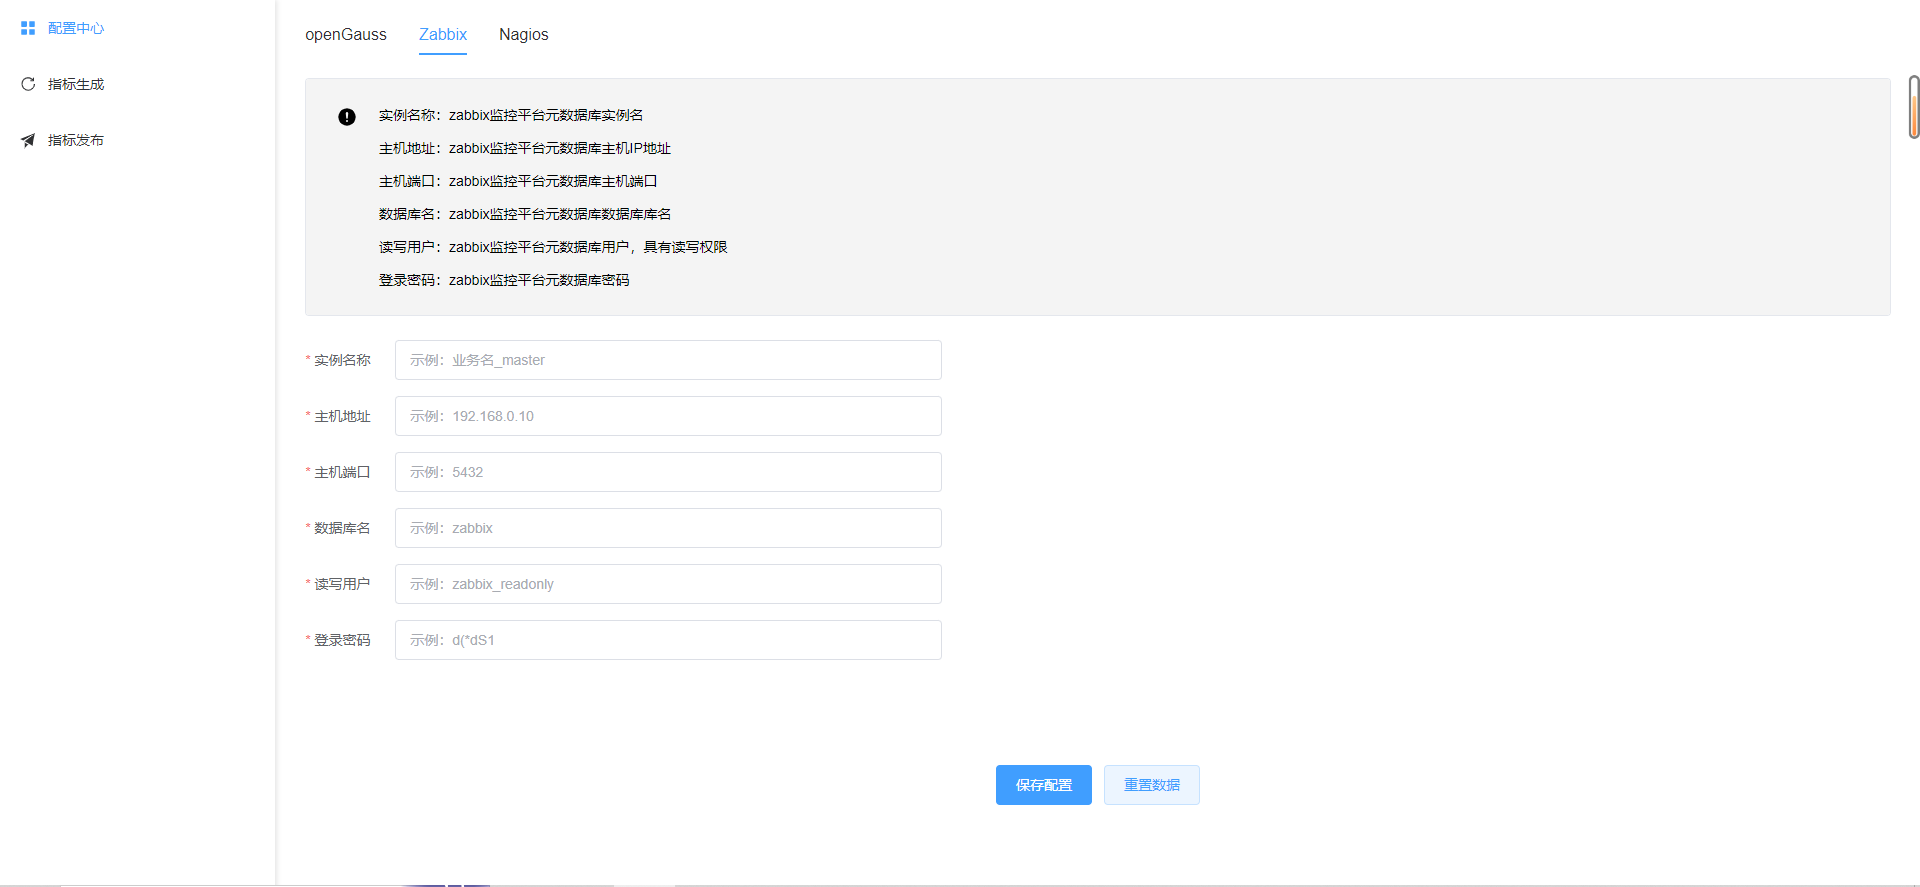 配置中心
指标生成
指标发布
openGauss Zabbix Nagios
实例名称：zabbix监控平台元数据库实例名
主机地址：zabbix监控平台元数据库主机IP地址
主机端口：zabbix监控平台元数据库主机端口
数据库名：zabbix监控平台元数据库数据库库名
读写用户：zabbix监控平台元数据库用户，具有读写权限
登录密码：zabbix监控平台元数据库密码
* 实例名称 示例：业务名_master
* 主机地址 示例：192.168.0.10
* 主机端口 示例：5432
* 数据库名 示例：zabbix
* 读写用户 示例：zabbix_readonly
* 登录密码 示例：d(*dS1
保存配置 重置数据